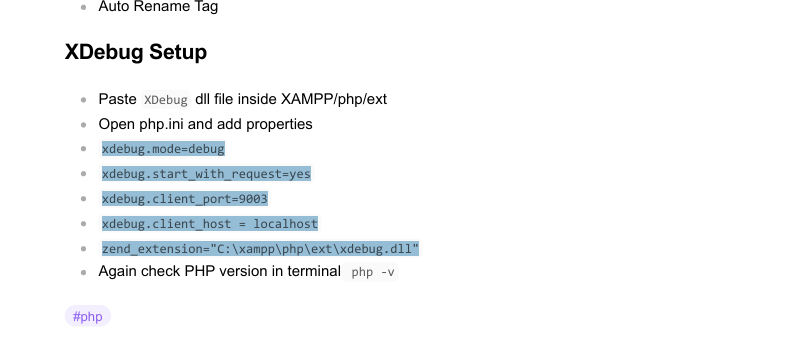 Auto Rename Tag
XDebug Setup
Paste XDebug dll file inside XAMPP/php/ext
Open php.ini and add properties
xdebug.mode=debug
xdebug.start_with_request=yes
xdebug.client_port=9003
xdebug.client_host = localhost
zend_extension="C:\xampp\php\ext\xdebug.dll"
Again check PHP version in terminal php -v
#php